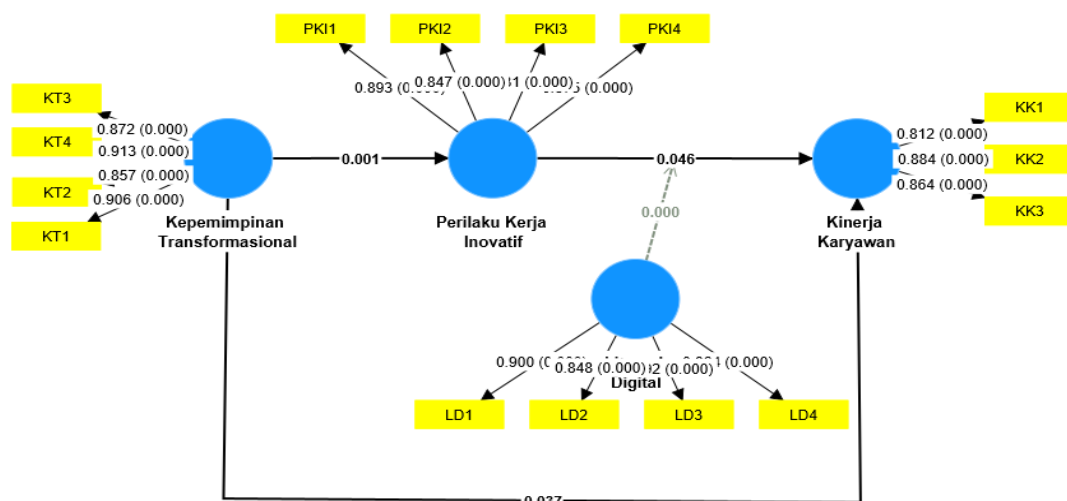 PKI1
PKI2
PKI3
PKI4
0.893
0.847 (0.000)
(0.000)
(0.000)
KT3
KT4
KT2
KT1
0.872 (0.000)
0.913 (0.000)
0.857 (0.000)
0.906 (0.000)
Kepemimpinan
Transformasional
0.001
Perilaku Kerja
Inovatif
0.046
0.000
KK1
KK2
KK3
0.812 (0.000)
0.884 (0.000)
0.864 (0.000)
Kinerja
Karyawan
0.900
0.848 (0.000)
(0.000)
(0.000)
Digital
LD1
LD2
LD3
LD4